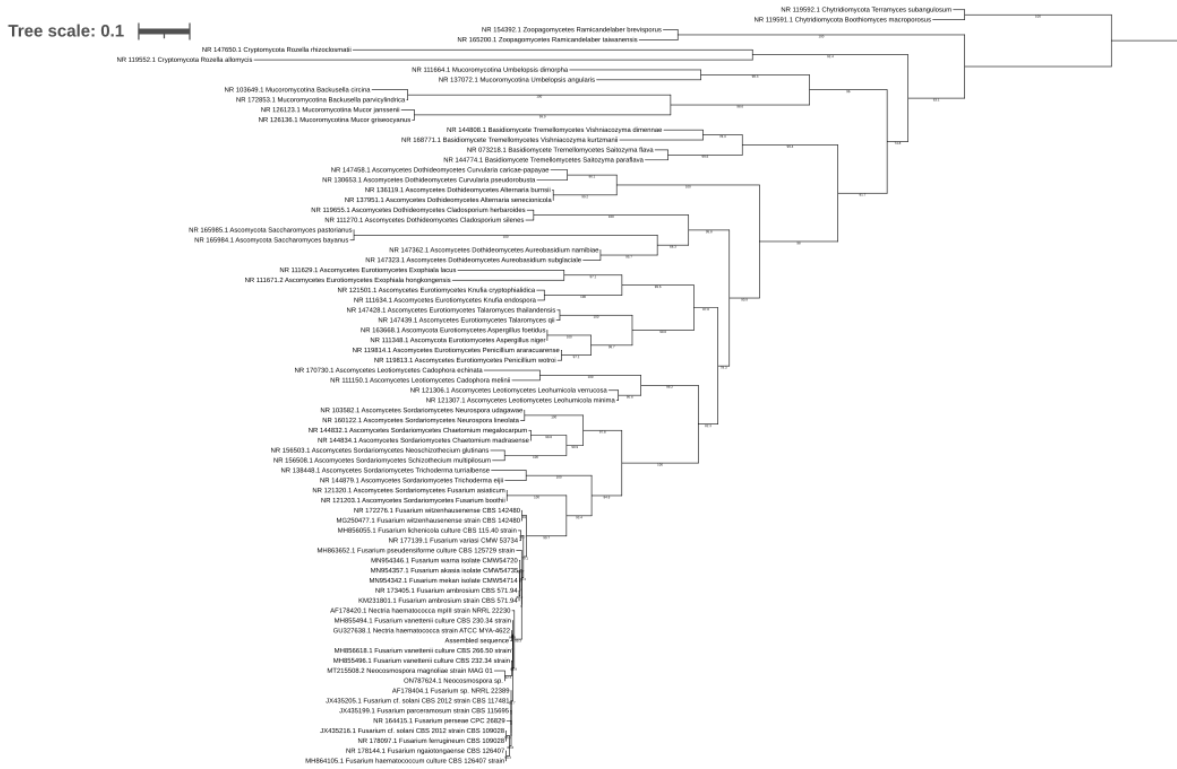 NR 119592.1 Chytridiomycota Terramyces subangulosum
NR 119591.1 Chytridiomycota Boothiomyces macroporosus
Tree scale: 0.1
NR 154392.1 Zoopagomycetes Ramicandelaber brevisporus
NR 165200.1 Zoopagomycetes Ramicandelaber taiwanensis
NR 147650.1 Cryptomycota Rozella rhizoclosmatii
NR 119552.1 Cryptomycota Rozella allomycis
NR 111664.1 Mucoromycotina Umbelopsis dimorpha
NR 137072.1 Mucoromycotina Umbelopsis angularis
NR 103649.1 Mucoromycotina Backusella circina
NR 172853.1 Mucoromycotina Backusella parvicylindrica
NR 126123.1 Mucoromycotina Mucor janssenii
NR 126136.1 Mucoromycotina Mucor griseocyanus
NR 144808.1 Basidiomycete Tremellomycetes Vishniacozyma dimennae
NR 168771.1 Basidiomycete Tremellomycetes Vishniacozyma kurtzmanii
NR 073218.1 Basidiomycete Tremellomycetes Saitozyma flava
NR 144774.1 Basidiomycete Tremellomycetes Saitozyma paraflava
NR 147458.1 Ascomycetes Dothideomycetes Curvularia caricae-papayae
NR 130653.1 Ascomycetes Dothideomycetes Curvularia pseudorobusta
NR 136119.1 Ascomycetes Dothideomycetes Alternaria burnsii
NR 137951.1 Ascomycetes Dothideomycetes Alternaria senecionicola
NR 119655.1 Ascomycetes Dothideomycetes Cladosporium herbaroides
NR 111270.1 Ascomycetes Dothideomycetes Cladosporium silenes
NR 165985.1 Ascomycota Saccharomyces pastorianus
NR 165984.1 Ascomycota Saccharomyces bayanus
NR 147362.1 Ascomycetes Dothideomycetes Aureobasidium namibiae
NR 147323.1 Ascomycetes Dothideomycetes Aureobasidium subglaciale
NR 111629.1 Ascomycetes Eurotiomycetes Exophiala lacus
NR 111671.2 Ascomycetes Eurotiomycetes Exophiala hongkongensis
NR 121501.1 Ascomycetes Eurotiomycetes Knufia cryptophialidica
NR 111634.1 Ascomycetes Eurotiomycetes Knufia endospora
NR 147428.1 Ascomycetes Eurotiomycetes Talaromyces thailandensis
NR 147439.1 Ascomycetes Eurotiomycetes Talaromyces qii
NR 163668.1 Ascomycota Eurotiomycetes Aspergillus foetidus
NR 111348.1 Ascomycota Eurotiomycetes Aspergillus niger
NR 119814.1 Ascomycetes Eurotiomycetes Penicillium araracuarense
NR 119813.1 Ascomycetes Eurotiomycetes Penicillium wotroi
NR 170730.1 Ascomycetes Leotiomycetes Cadophora echinata
NR 111150.1 Ascomycetes Leotiomycetes Cadophora melinii
NR 121306.1 Ascomycetes Leotiomycetes Leohumicola verrucosa
NR 121307.1 Ascomycetes Leotiomycetes Leohumicola minima
NR 103582.1 Ascomycetes Sordariomycetes Neurospora udagawae
NR 160122.1 Ascomycetes Sordariomycetes Neurospora lineolata
NR 144832.1 Ascomycetes Sordariomycetes Chaetomium megalocarpum
NR 144834.1 Ascomycetes Sordariomycetes Chaetomium madrasense
NR 156503.1 Ascomycetes Sordariomycetes Neoschizothecium glutinans
NR 156508.1 Ascomycetes Sordariomycetes Schizothecium multipilosum
NR 138448.1 Ascomycetes Sordariomycetes Trichoderma turrialbense
NR 144879.1 Ascomycetes Sordariomycetes Trichoderma eijii
NR 121320.1 Ascomycetes Sordariomycetes Fusarium asiaticum
NR 121203.1 Ascomycetes Sordariomycetes Fusarium boothii
NR 172276.1 Fusarium witzenhausenense CBS 142480
MG250477.1 Fusarium witzenhausenense strain CBS 142480
MH856055.1 Fusarium lichenicola culture CBS 115.40 strain
NR 177139.1 Fusarium variasi CMW 53734
MH863652.1 Fusarium pseudensiforme culture CBS 125729 strain
MN954346.1 Fusarium warna isolate CMW54720
MN954357.1 Fusarium akasia isolate CMW54735
MN954342.1 Fusarium mekan isolate CMW54714
NR 173405.1 Fusarium ambrosium CBS 571.94
KM231801.1 Fusarium ambrosium strain CBS 571.94
AF178420.1 Nectria haematococca mpIII strain NRRL 22230
MH855494.1 Fusarium vanettenii culture CBS 230.34 strain
GU327638.1 Nectria haematococca strain ATCC MYA-4622
Assembled sequence
MH856618.1 Fusarium vanettenii culture CBS 266.50 strain
MH855496.1 Fusarium vanettenii culture CBS 232.34 strain
MT215508.2 Neocosmospora magnoliae strain MAG 01
ON787624.1 Neocosmospora sp.
AF178404.1 Fusarium sp. NRRL 22389
JX435205.1 Fusarium cf. solani CBS 2012 strain CBS 117481
JX435199.1 Fusarium parceramosum strain CBS 115695
NR 164415.1 Fusarium perseae CPC 26829
JX435216.1 Fusarium cf. solani CBS 2012 strain CBS 109028
NR 178097.1 Fusarium ferrugineum CBS 109028
NR 178144.1 Fusarium ngaiotongaense CBS 126407
MH864105.1 Fusarium haematococcum culture CBS 126407 strain